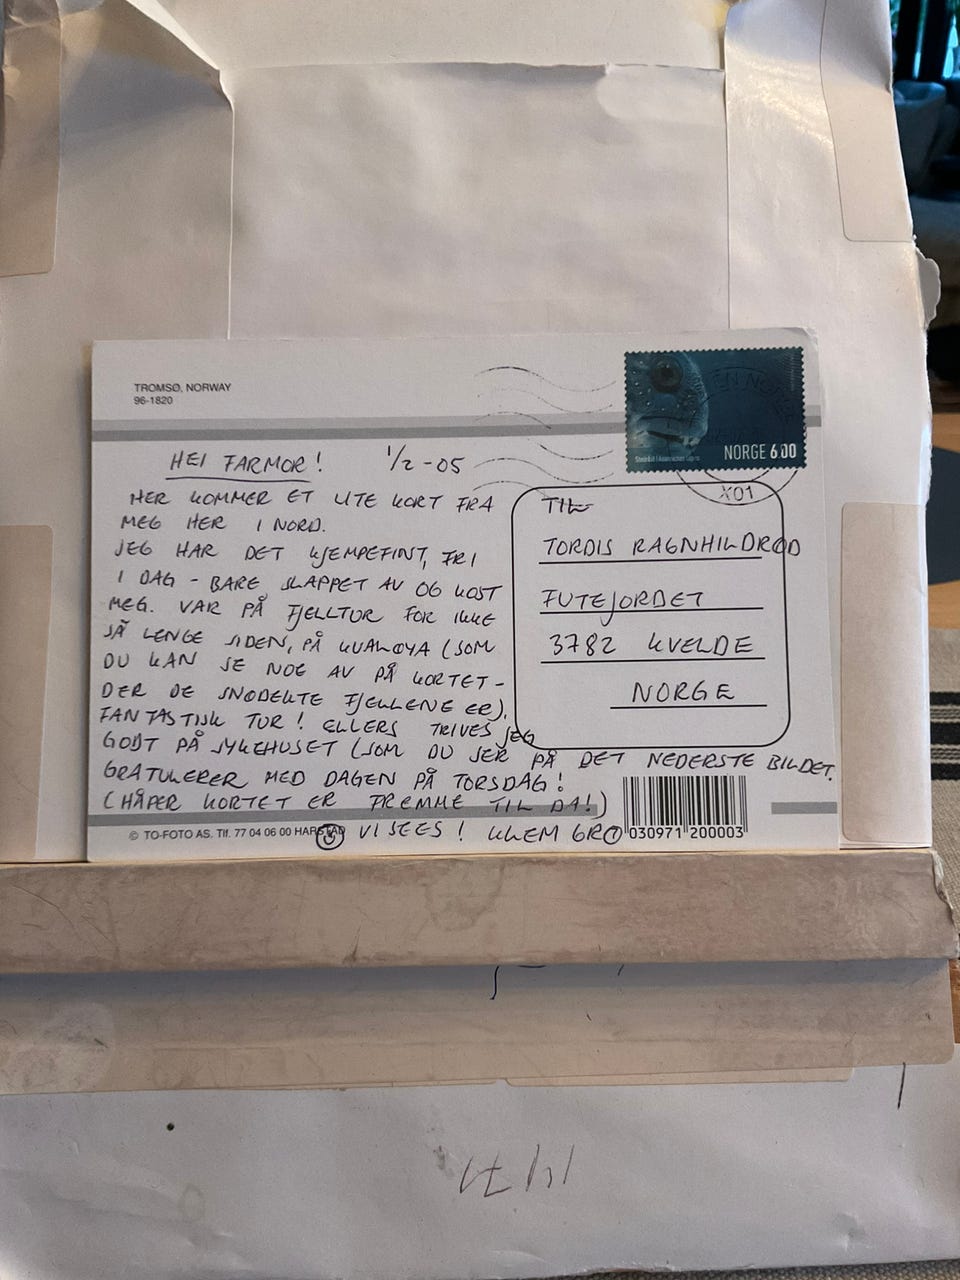 TROMSØ, NORWAY
96-1820
NORGE 6.00
X01
HEI FARMOR! 1/2-05
HER KOMMER ET LITE KORT FRA
MEG HER I NORD.
JEG HAR DET KJEMPEFINT, FRI
I DAG - BARE SLAPPET AV OG KOST
MEG. VAR PÅ FJELLTUR FOR IKKE
SÅ LENGE SIDEN, PÅ KVALØYA (SOM
DU KAN SE NOE AV PÅ KORTET -
DER DE SNØDEKTE FJELLENE ER).
FANTASTISK TUR! ELLERS TRIVES JEG
GODT PÅ SYKEHUSET (SOM DU SER PÅ DET NEDERSTE BILDET.
GRATULERER MED DAGEN PÅ TORSDAG!
(HÅPER KORTET ER FREMME TIL DA!)
VI SEES! KLEM GRO
TIL
TORDIS RAGNHILDRØD
FUTEJORDET
3782 KVELDE
NORGE
© TO-FOTO AS. Tlf. 77 04 06 00 HARSTAD
030971 200003